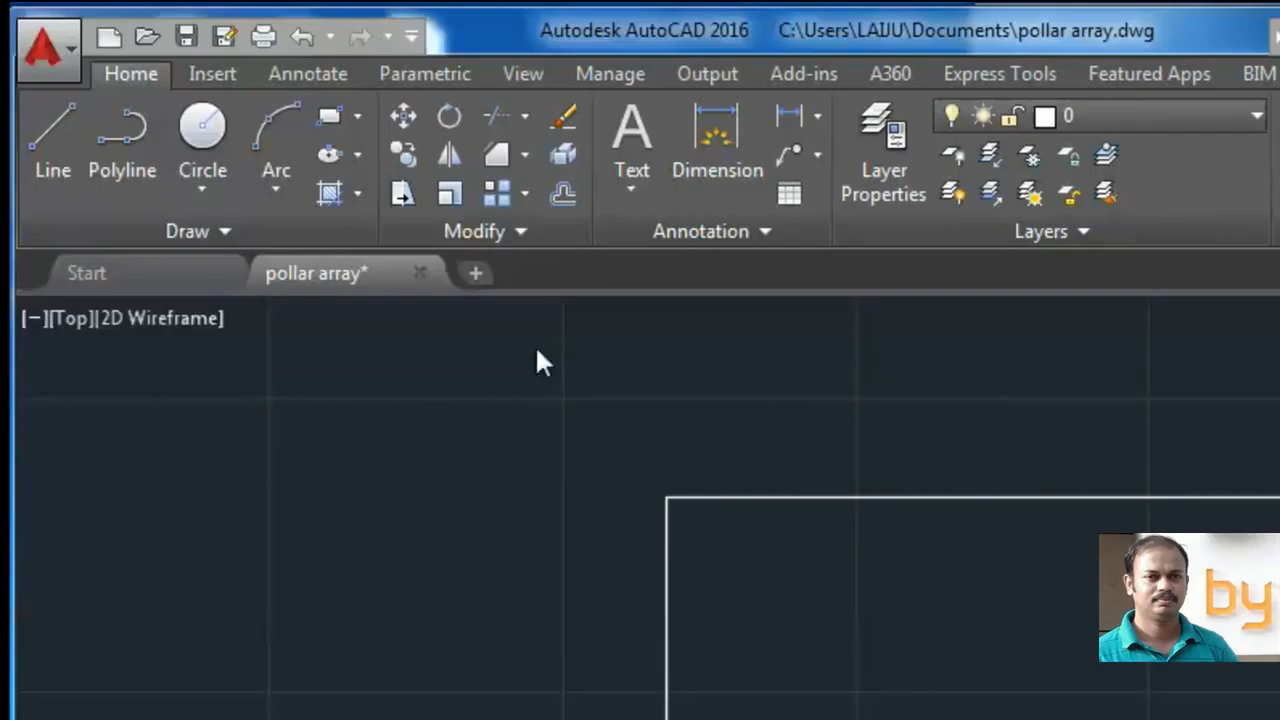 Autodesk AutoCAD 2016 C:\Users\LAIJU\Documents\pollar array.dwg
Home Insert Annotate Parametric View Manage Output Add-ins A360 Express Tools Featured Apps BIM
Line Polyline Circle Arc
A
Text Dimension
Layer
Properties
0
Draw Modify Annotation Layers
Start pollar array*
[−][Top][2D Wireframe]
by